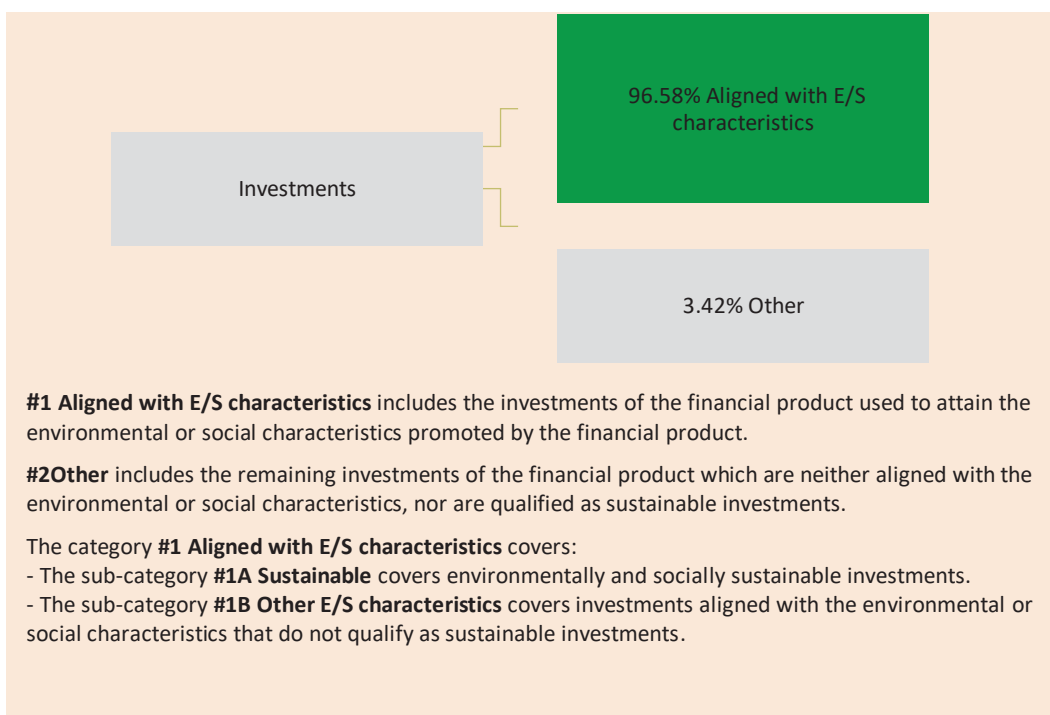 96.58% Aligned with E/S
characteristics
Investments
3.42% Other
#1 Aligned with E/S characteristics includes the investments of the financial product used to attain the
environmental or social characteristics promoted by the financial product.
#2Other includes the remaining investments of the financial product which are neither aligned with the
environmental or social characteristics, nor are qualified as sustainable investments.
The category #1 Aligned with E/S characteristics covers:
- The sub-category #1A Sustainable covers environmentally and socially sustainable investments.
- The sub-category #1B Other E/S characteristics covers investments aligned with the environmental or
social characteristics that do not qualify as sustainable investments.